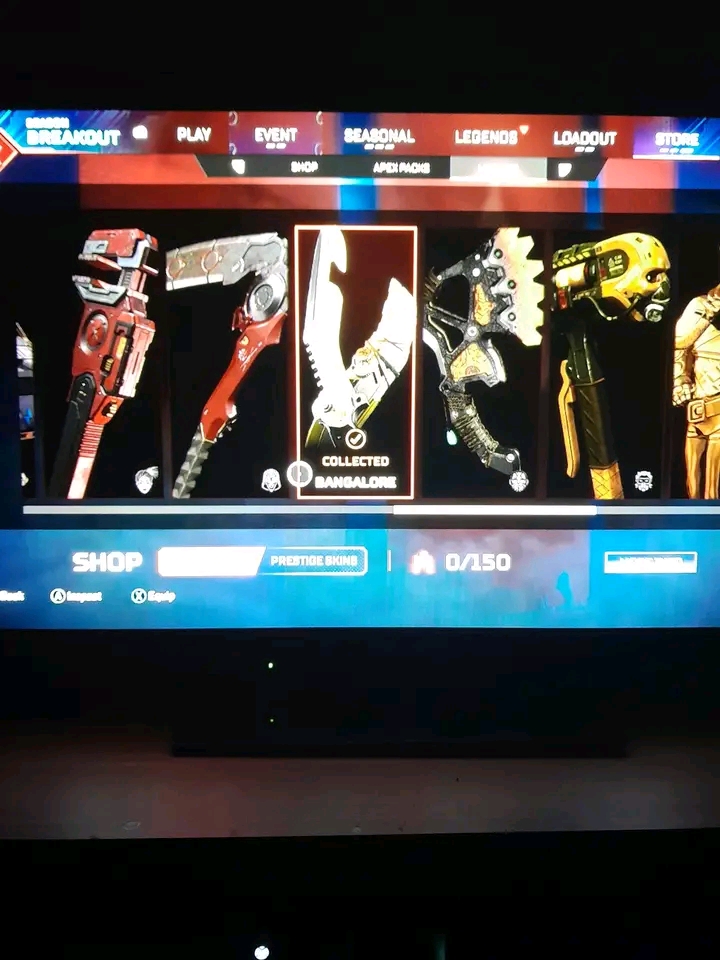 SEASON
BREAKOUT
PLAY
EVENT
SEASONAL
LEGENDS
LOADOUT
STORE
SHOP
APEX PACKS
COLLECTED
BANGALORE
SHOP
PRESTIGE SKINS
0/150
Back
A Inspect
X Equip